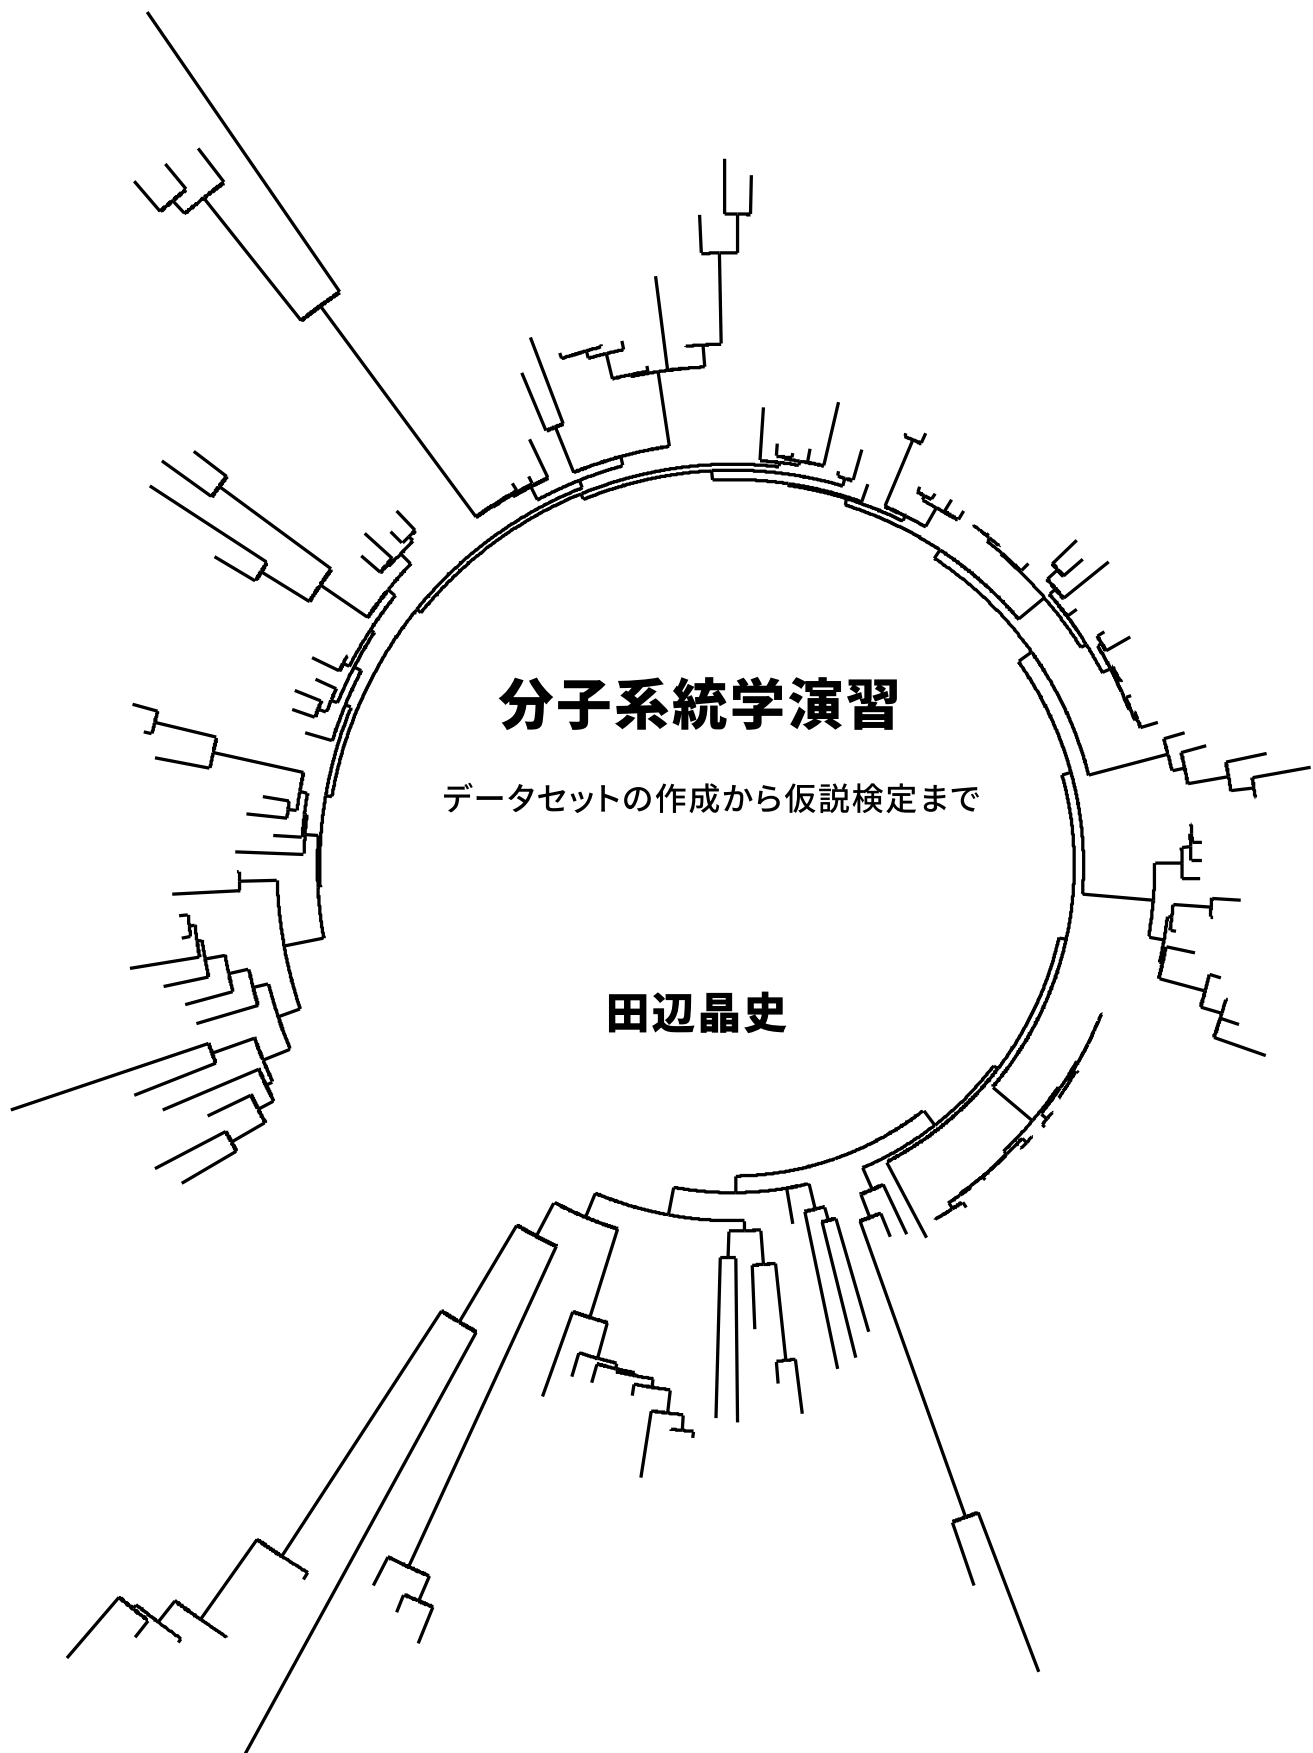 分子系統学演習
データセットの作成から仮説検定まで
田辺晶史